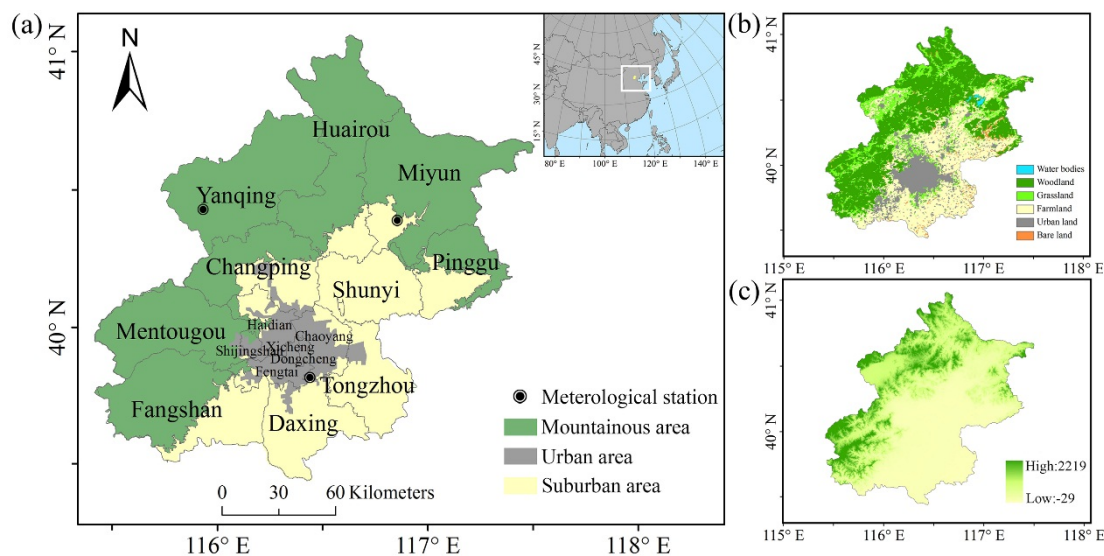 (a)
N
41° N
40° N
Huairou
Miyun
Yanqing
Pinggu
Changping
Shunyi
Mentougou
Haidian
Chaoyang
Shijingshan
Xicheng
Dongcheng
Fengtai
Tongzhou
Fangshan
Daxing
Meterological station
Mountainous area
Urban area
Suburban area
0 30 60 Kilometers
116° E 117° E 118° E
45° N
30° N
15° N
80° E 100° E 120° E 140° E
(b)
41° N
40° N
Water bodies
Woodland
Grassland
Farmland
Urban land
Bare land
115° E 116° E 117° E 118° E
(c)
41° N
40° N
High:2219
Low:-29
115° E 116° E 117° E 118° E